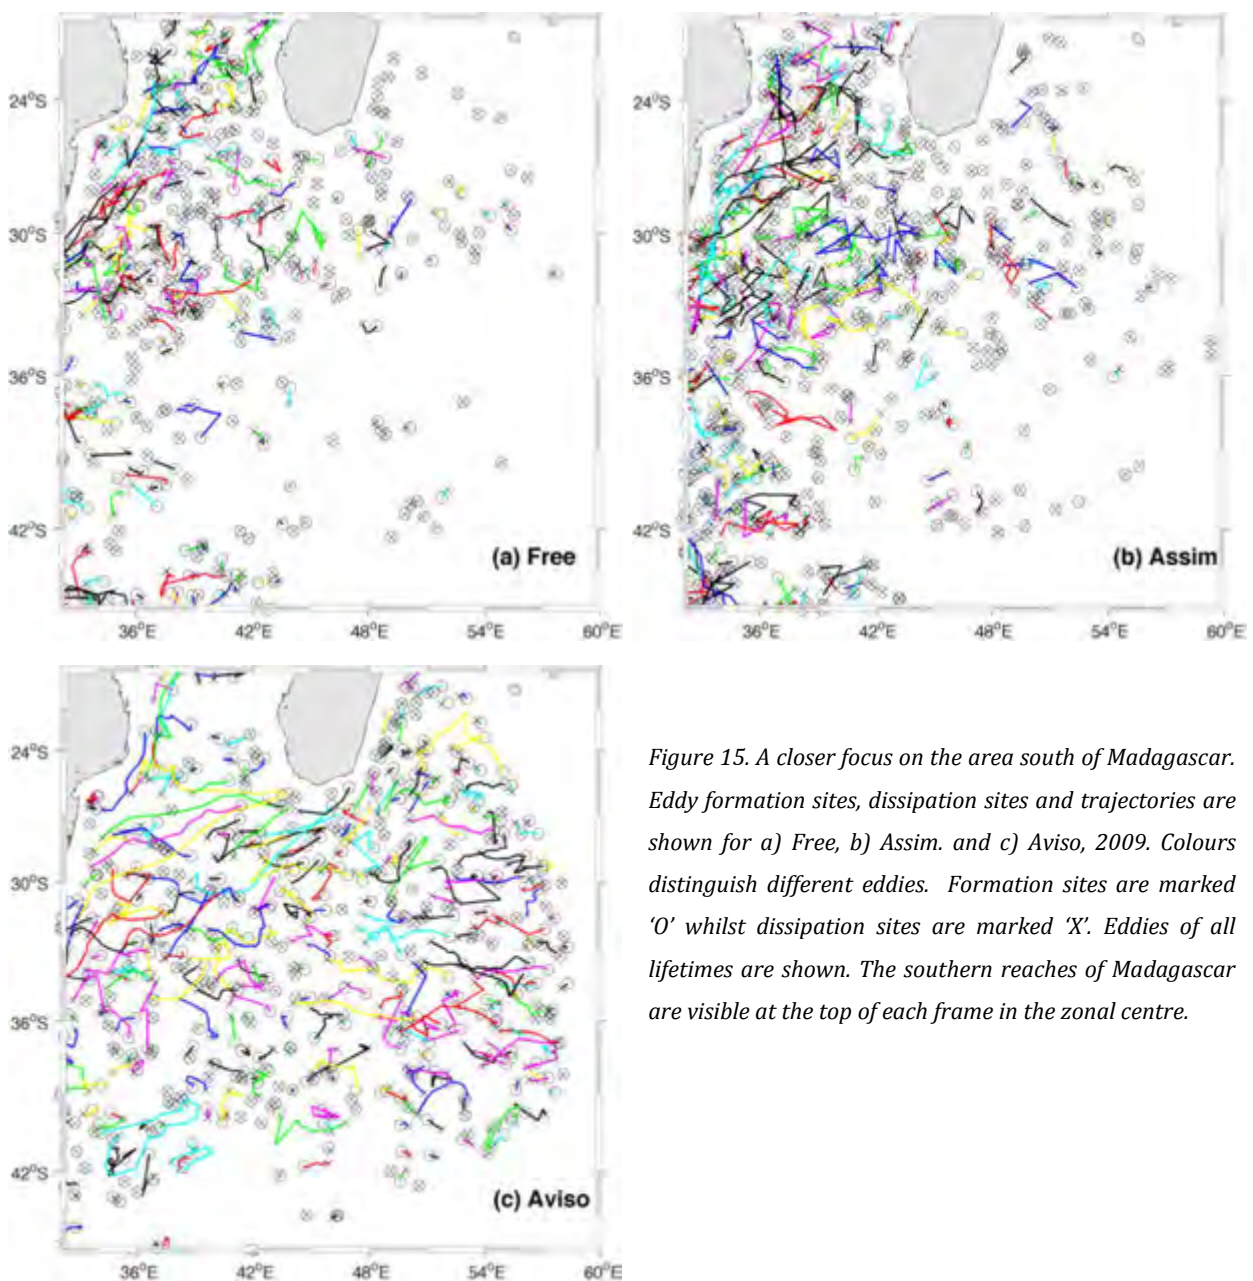 24°S
30°S
36°S
42°S
(a) Free
36°E 42°E 48°E 54°E 60°E
24°S
30°S
36°S
42°S
(b) Assim
36°E 42°E 48°E 54°E 60°E
24°S
30°S
36°S
42°S
(c) Aviso
36°E 42°E 48°E 54°E 60°E
Figure 15. A closer focus on the area south of Madagascar.
Eddy formation sites, dissipation sites and trajectories are
shown for a) Free, b) Assim. and c) Aviso, 2009. Colours
distinguish different eddies. Formation sites are marked
‘O’ whilst dissipation sites are marked ‘X’. Eddies of all
lifetimes are shown. The southern reaches of Madagascar
are visible at the top of each frame in the zonal centre.